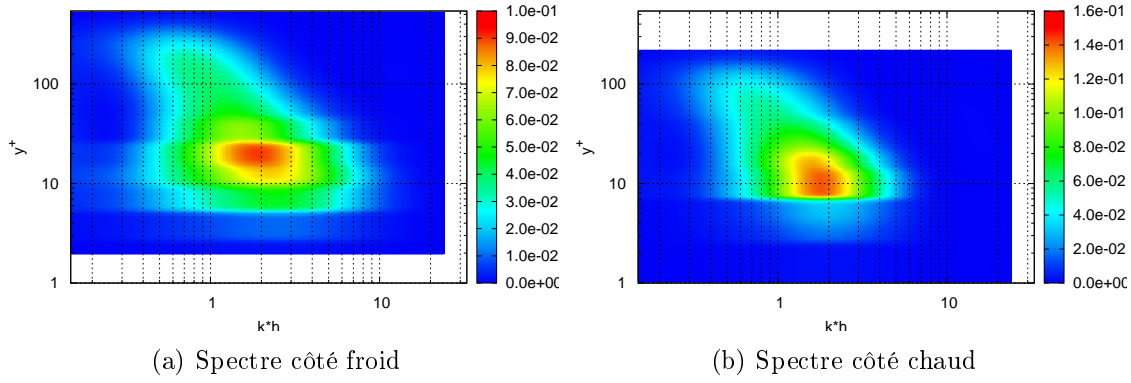 1.0e-01
9.0e-02
8.0e-02
7.0e-02
6.0e-02
5.0e-02
4.0e-02
3.0e-02
2.0e-02
1.0e-02
0.0e+00
100
10
1
y+
1 10
k*h
(a) Spectre côté froid
1.6e-01
1.4e-01
1.2e-01
1.0e-01
8.0e-02
6.0e-02
4.0e-02
2.0e-02
0.0e+00
100
10
1
y+
1 10
k*h
(b) Spectre côté chaud